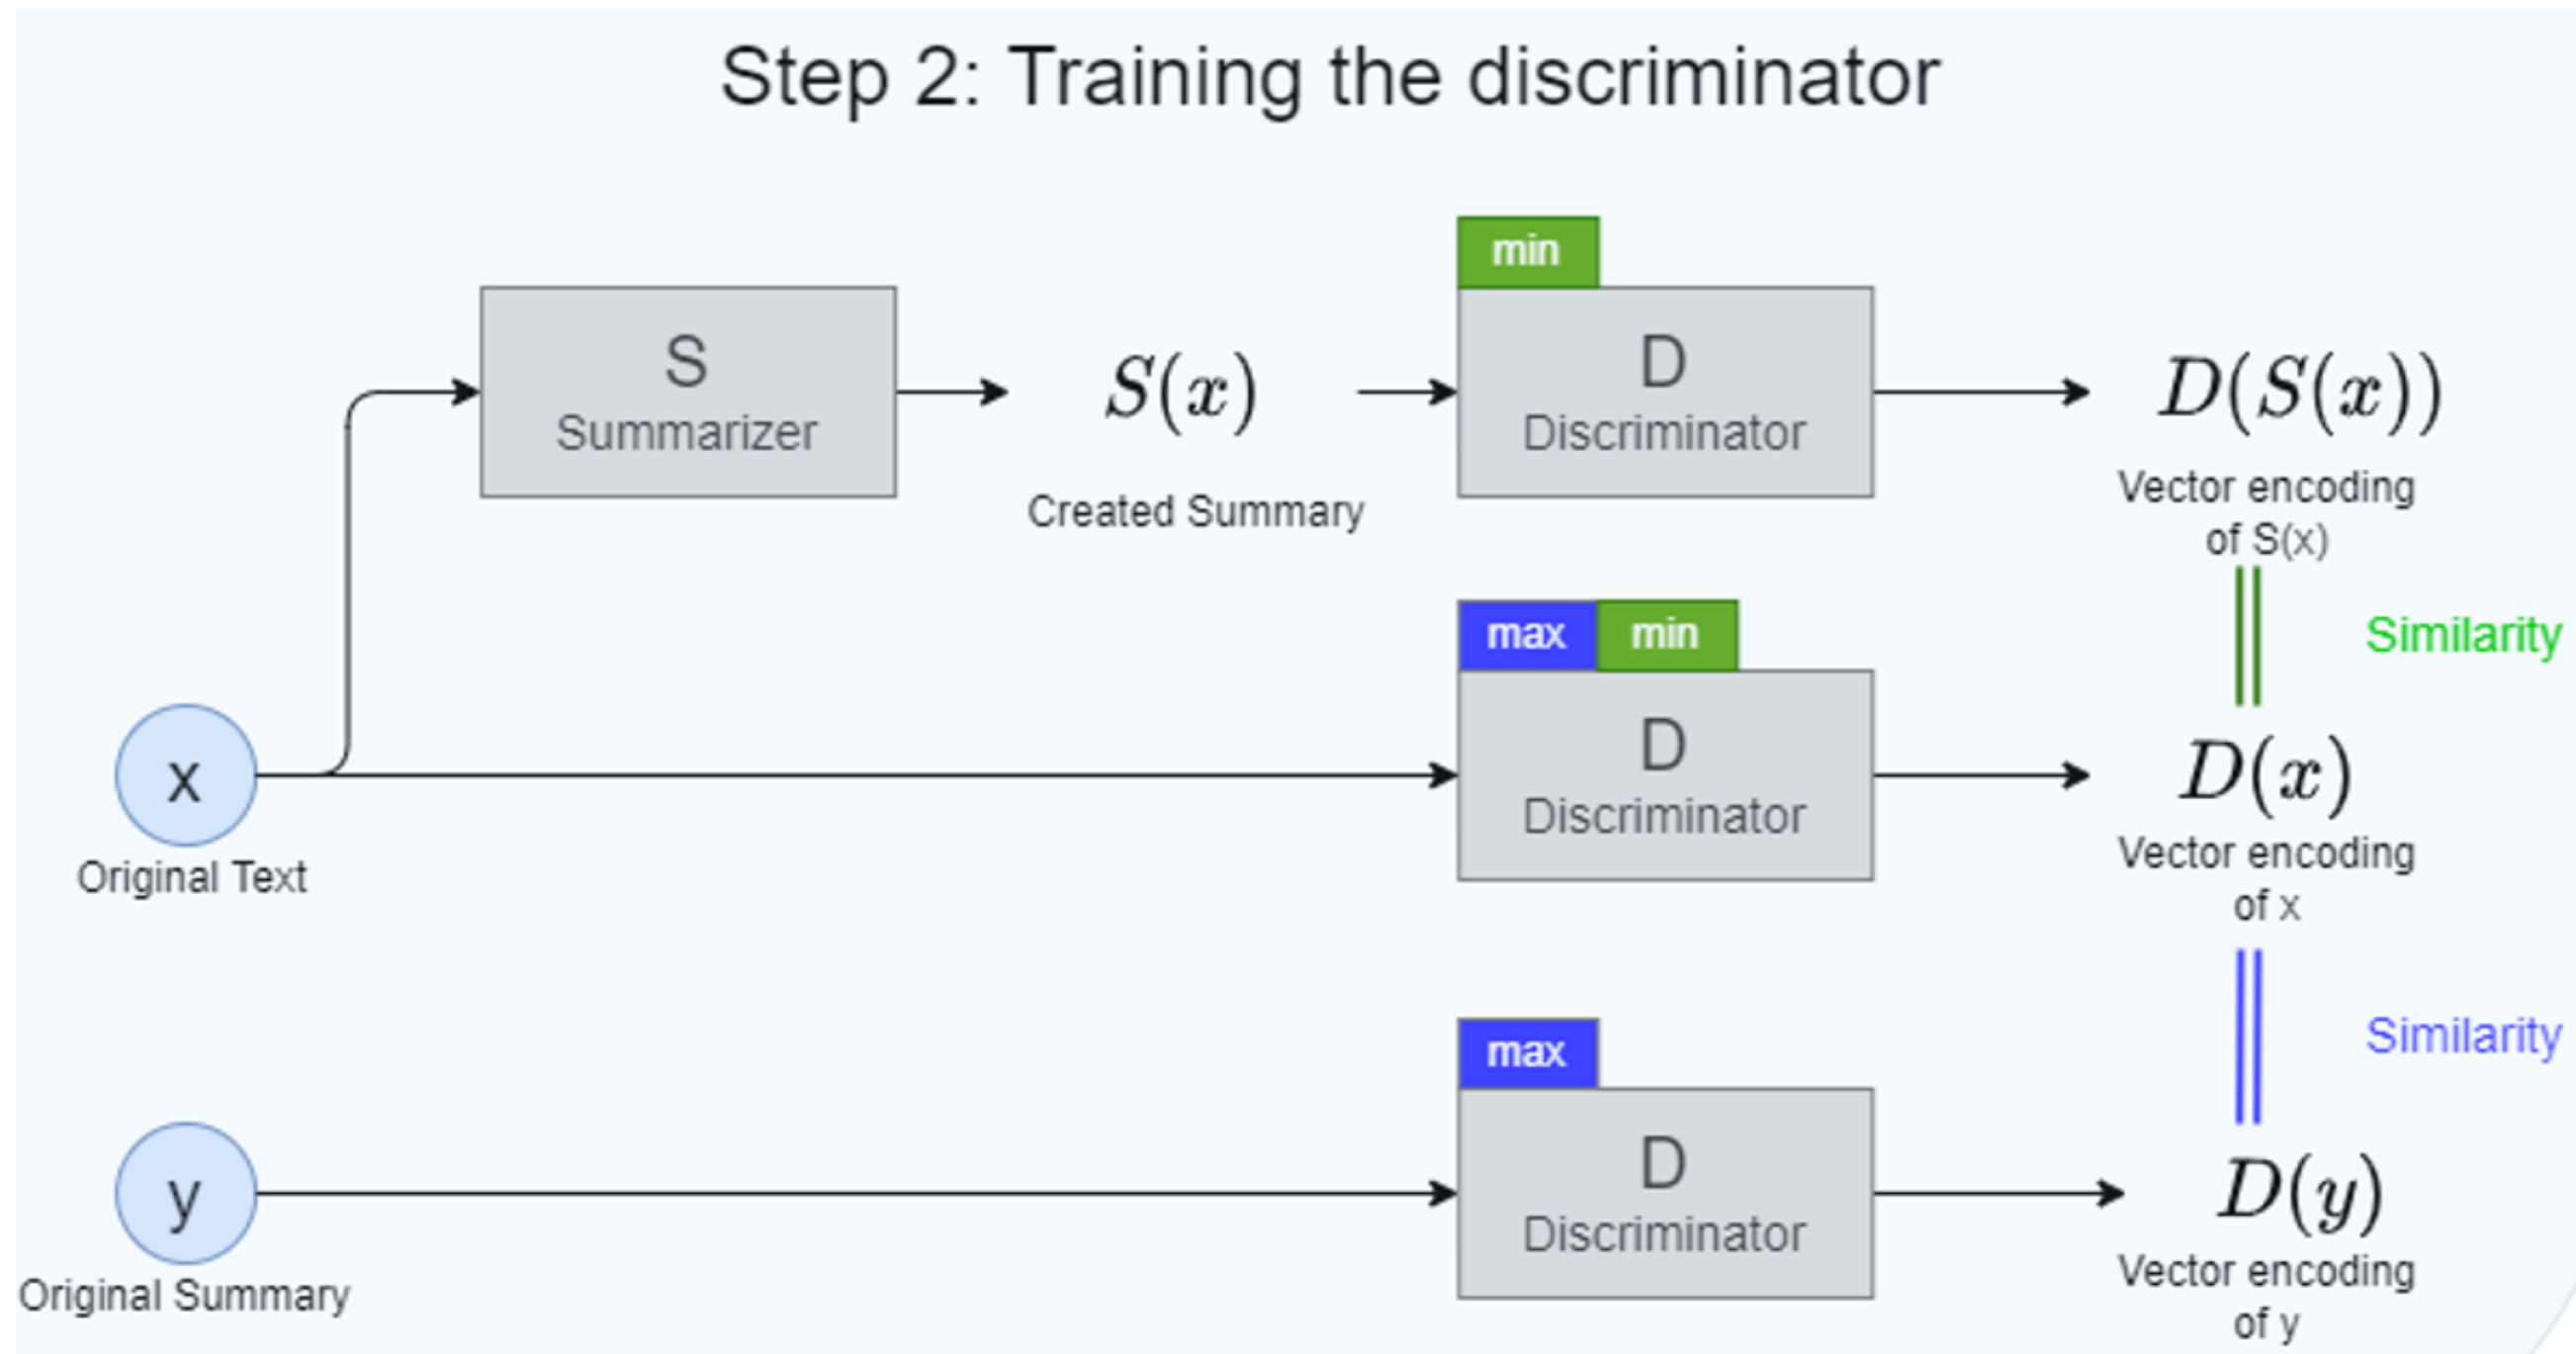 Step 2: Training the discriminator
min
S
Summarizer
S(x)
Created Summary
D
Discriminator
D(S(x))
Vector encoding
of S(x)
Similarity
max min
x
Original Text
D
Discriminator
D(x)
Vector encoding
of x
Similarity
max
y
Original Summary
D
Discriminator
D(y)
Vector encoding
of y